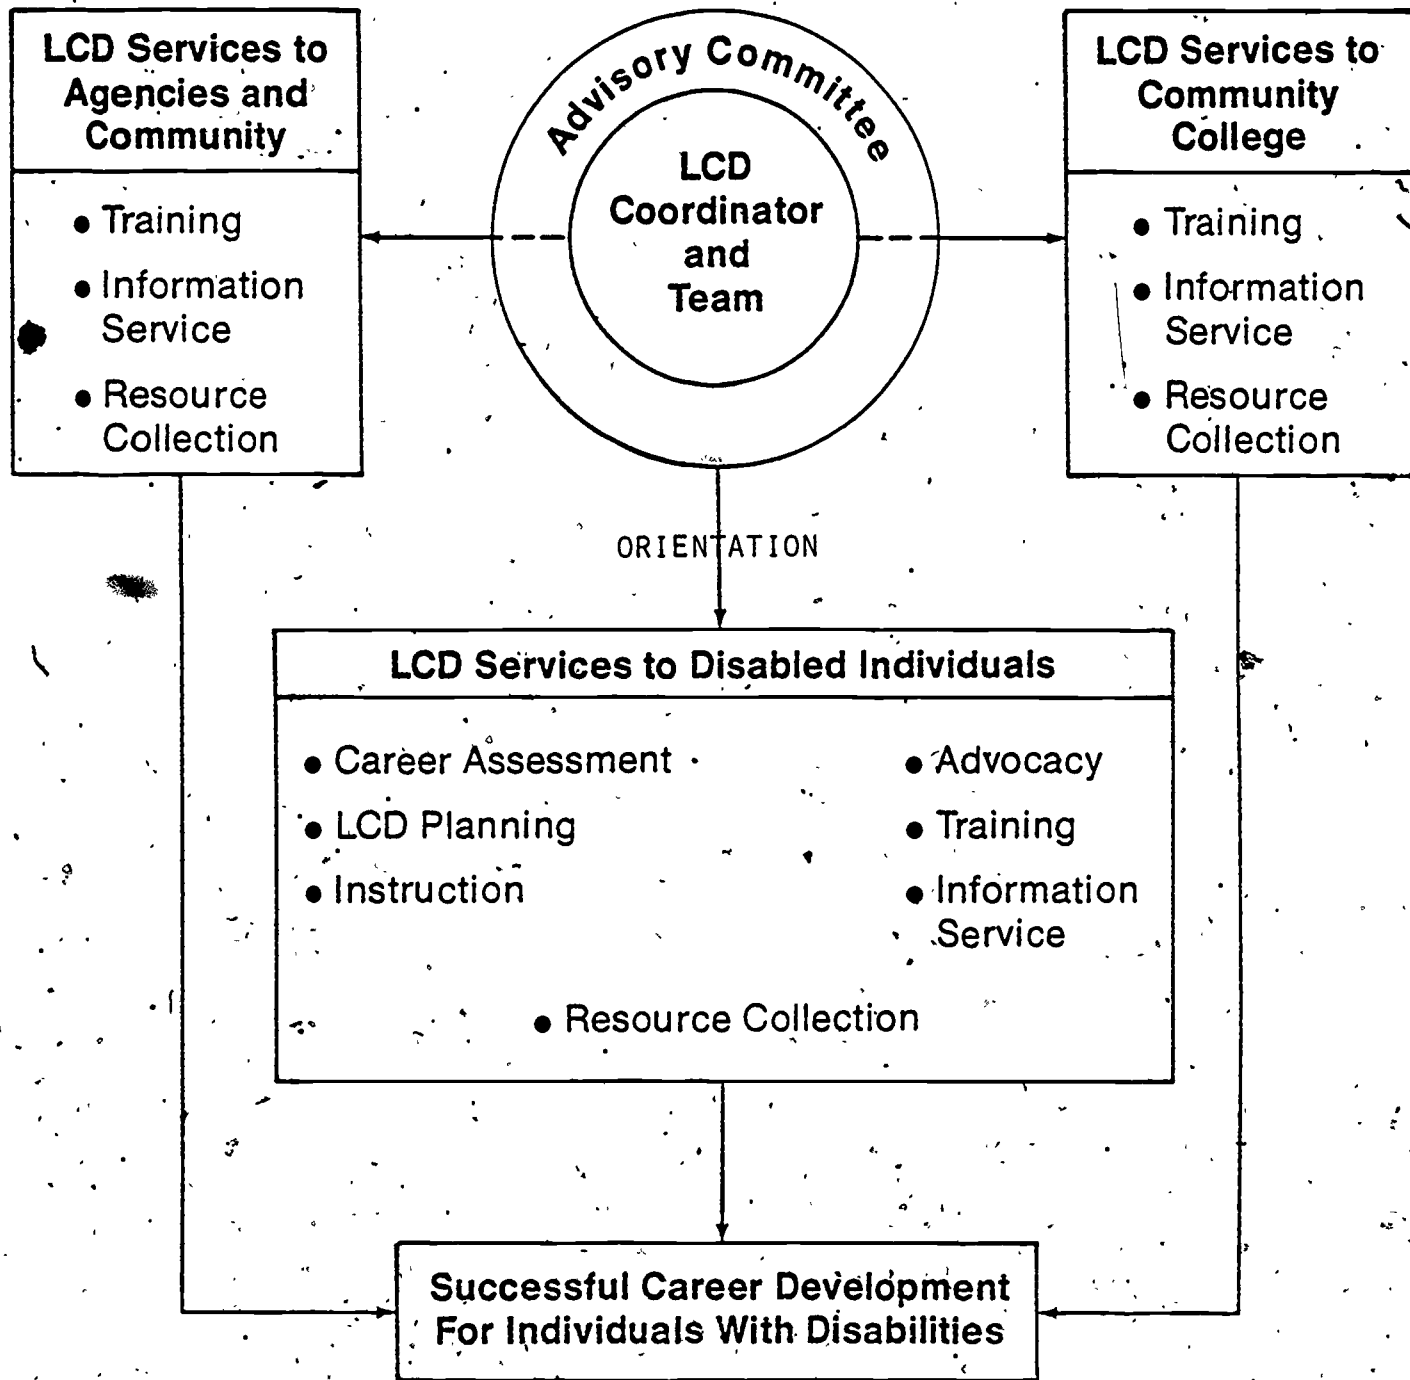 LCD Services to
Agencies and
Community
• Training
• Information
Service
• Resource
Collection
Advisory Committee
LCD
Coordinator
and
Team
LCD Services to
Community
College
• Training
• Information
Service
• Resource
Collection
ORIENTATION
LCD Services to Disabled Individuals
• Career Assessment
• LCD Planning
• Instruction
• Advocacy
• Training
• Information
Service
• Resource Collection
Successful Career Development
For Individuals With Disabilities